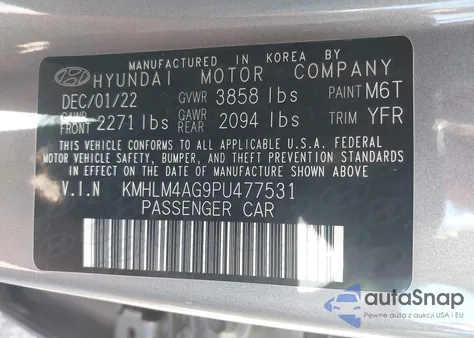 MANUFACTURED IN KOREA BY
HYUNDAI MOTOR COMPANY
DEC/01/22 GVWR 3858 lbs PAINT M6T
GAWR FRONT 2271 lbs GAWR REAR 2094 lbs TRIM YFR
THIS VEHICLE CONFORMS TO ALL APPLICABLE U.S.A. FEDERAL
MOTOR VEHICLE SAFETY, BUMPER, AND THEFT PREVENTION STANDARDS
IN EFFECT ON THE DATE OF MANUFACTURE SHOWN ABOVE.
V.I.N KMHLM4AG9PU477531
PASSENGER CAR
autoSnap
Pewne auta z USA i EU